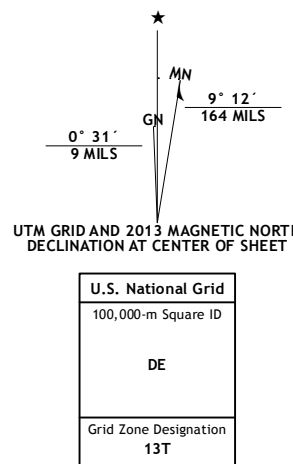 MN
GN
9° 12´
164 MILS
0° 31´
9 MILS
UTM GRID AND 2013 MAGNETIC NORTH
DECLINATION AT CENTER OF SHEET
U.S. National Grid
100,000-m Square ID
DE
Grid Zone Designation
13T